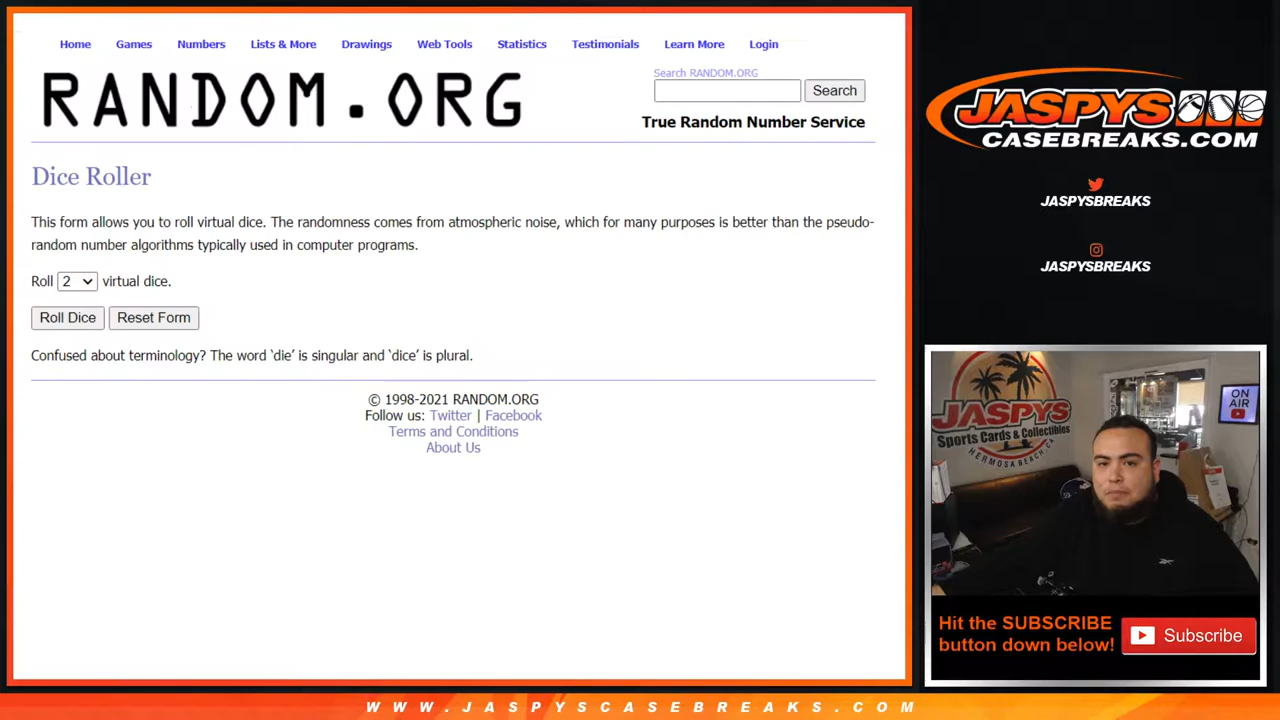 Home Games Numbers Lists & More Drawings Web Tools Statistics Testimonials Learn More Login
RANDOM.ORG
Search RANDOM.ORG
Search
True Random Number Service
Dice Roller
This form allows you to roll virtual dice. The randomness comes from atmospheric noise, which for many purposes is better than the pseudo-
random number algorithms typically used in computer programs.
Roll 2 virtual dice.
Roll Dice Reset Form
Confused about terminology? The word ‘die’ is singular and ‘dice’ is plural.
© 1998-2021 RANDOM.ORG
Follow us: Twitter | Facebook
Terms and Conditions
About Us
JASPYS
CASEBREAKS.COM
JASPYSBREAKS
JASPYSBREAKS
JASPYS
Sports Cards & Collectibles
HERMOSA BEACH, CA
ON
AIR
Hit the SUBSCRIBE
button down below!
Subscribe
WWW.JASPYSCASEBREAKS.COM